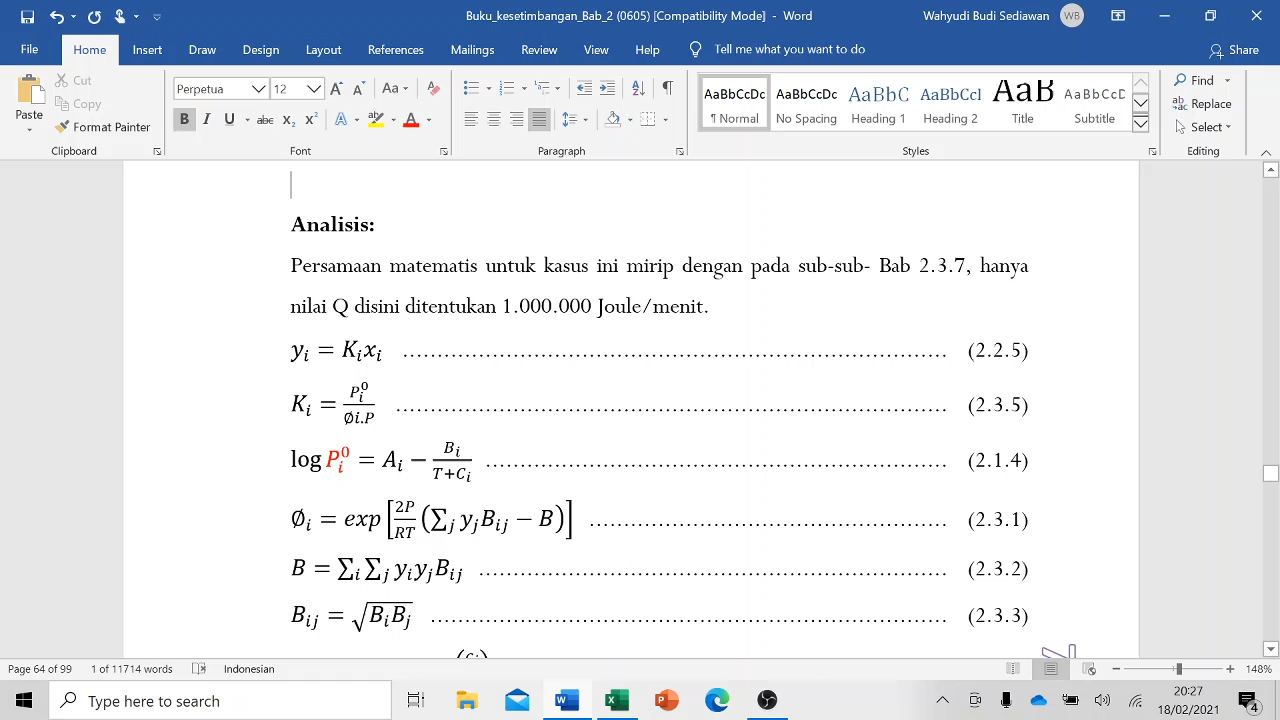 Buku_kesetimbangan_Bab_2 (0605) [Compatibility Mode] - Word
Wahyudi Budi Sediawan WB
File Home Insert Draw Design Layout References Mailings Review View Help Tell me what you want to do Share
Paste
Cut
Copy
Format Painter
Clipboard
Perpetua 12
Font
Paragraph
AaBbCcDc AaBbCcDc AaBbC AaBbCcI AaB AaBbCcD
¶ Normal No Spacing Heading 1 Heading 2 Title Subtitle
Styles
Find
Replace
Select
Editing
Analisis:
Persamaan matematis untuk kasus ini mirip dengan pada sub-sub- Bab 2.3.7, hanya
nilai Q disini ditentukan 1.000.000 Joule/menit.
yᵢ = Kᵢxᵢ ........................................ (2.2.5)
Kᵢ = Pᵢ⁰/(∅i.P) ........................................ (2.3.5)
log Pᵢ⁰ = Aᵢ − Bᵢ/(T+Cᵢ) ........................................ (2.1.4)
∅ᵢ = exp[2P/RT (∑ⱼ yⱼBᵢⱼ − B)] ........................................ (2.3.1)
B = ∑ᵢ∑ⱼ yᵢyⱼBᵢⱼ ........................................ (2.3.2)
Bᵢⱼ = √(BᵢBⱼ) ........................................ (2.3.3)
Page 64 of 99 1 of 11714 words Indonesian 148%
Type here to search
20:27
18/02/2021
4